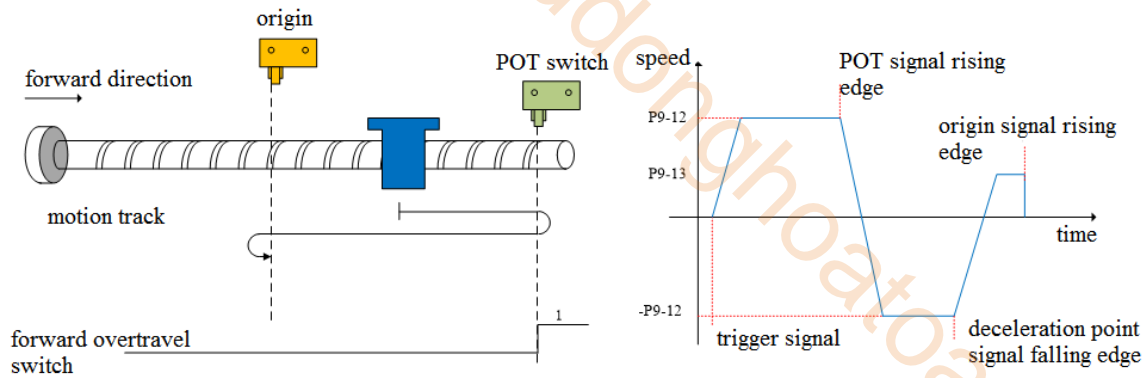 origin
forward direction
POT switch
motion track
1
forward overtravel
switch
speed
POT signal rising
edge
P9-12
origin signal rising
edge
P9-13
time
-P9-12
trigger signal
deceleration point
signal falling edge